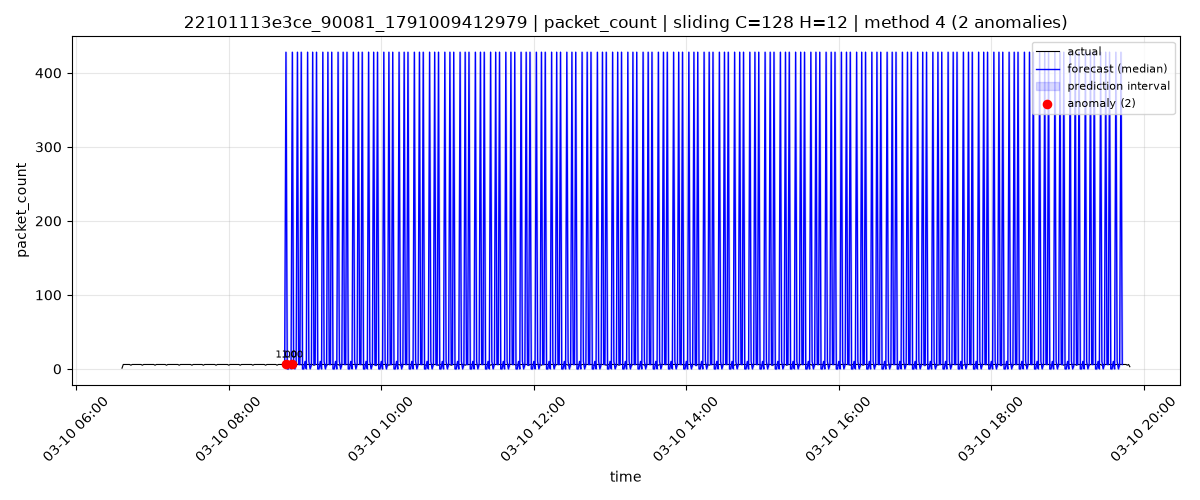 22101113e3ce_90081_1791009412979 | packet_count | sliding C=128 H=12 | method 4 (2 anomalies)
actual
forecast (median)
prediction interval
anomaly (2)
packet_count
400
300
200
100
0
03-10 06:00
03-10 08:00
03-10 10:00
03-10 12:00
03-10 14:00
03-10 16:00
03-10 18:00
03-10 20:00
time